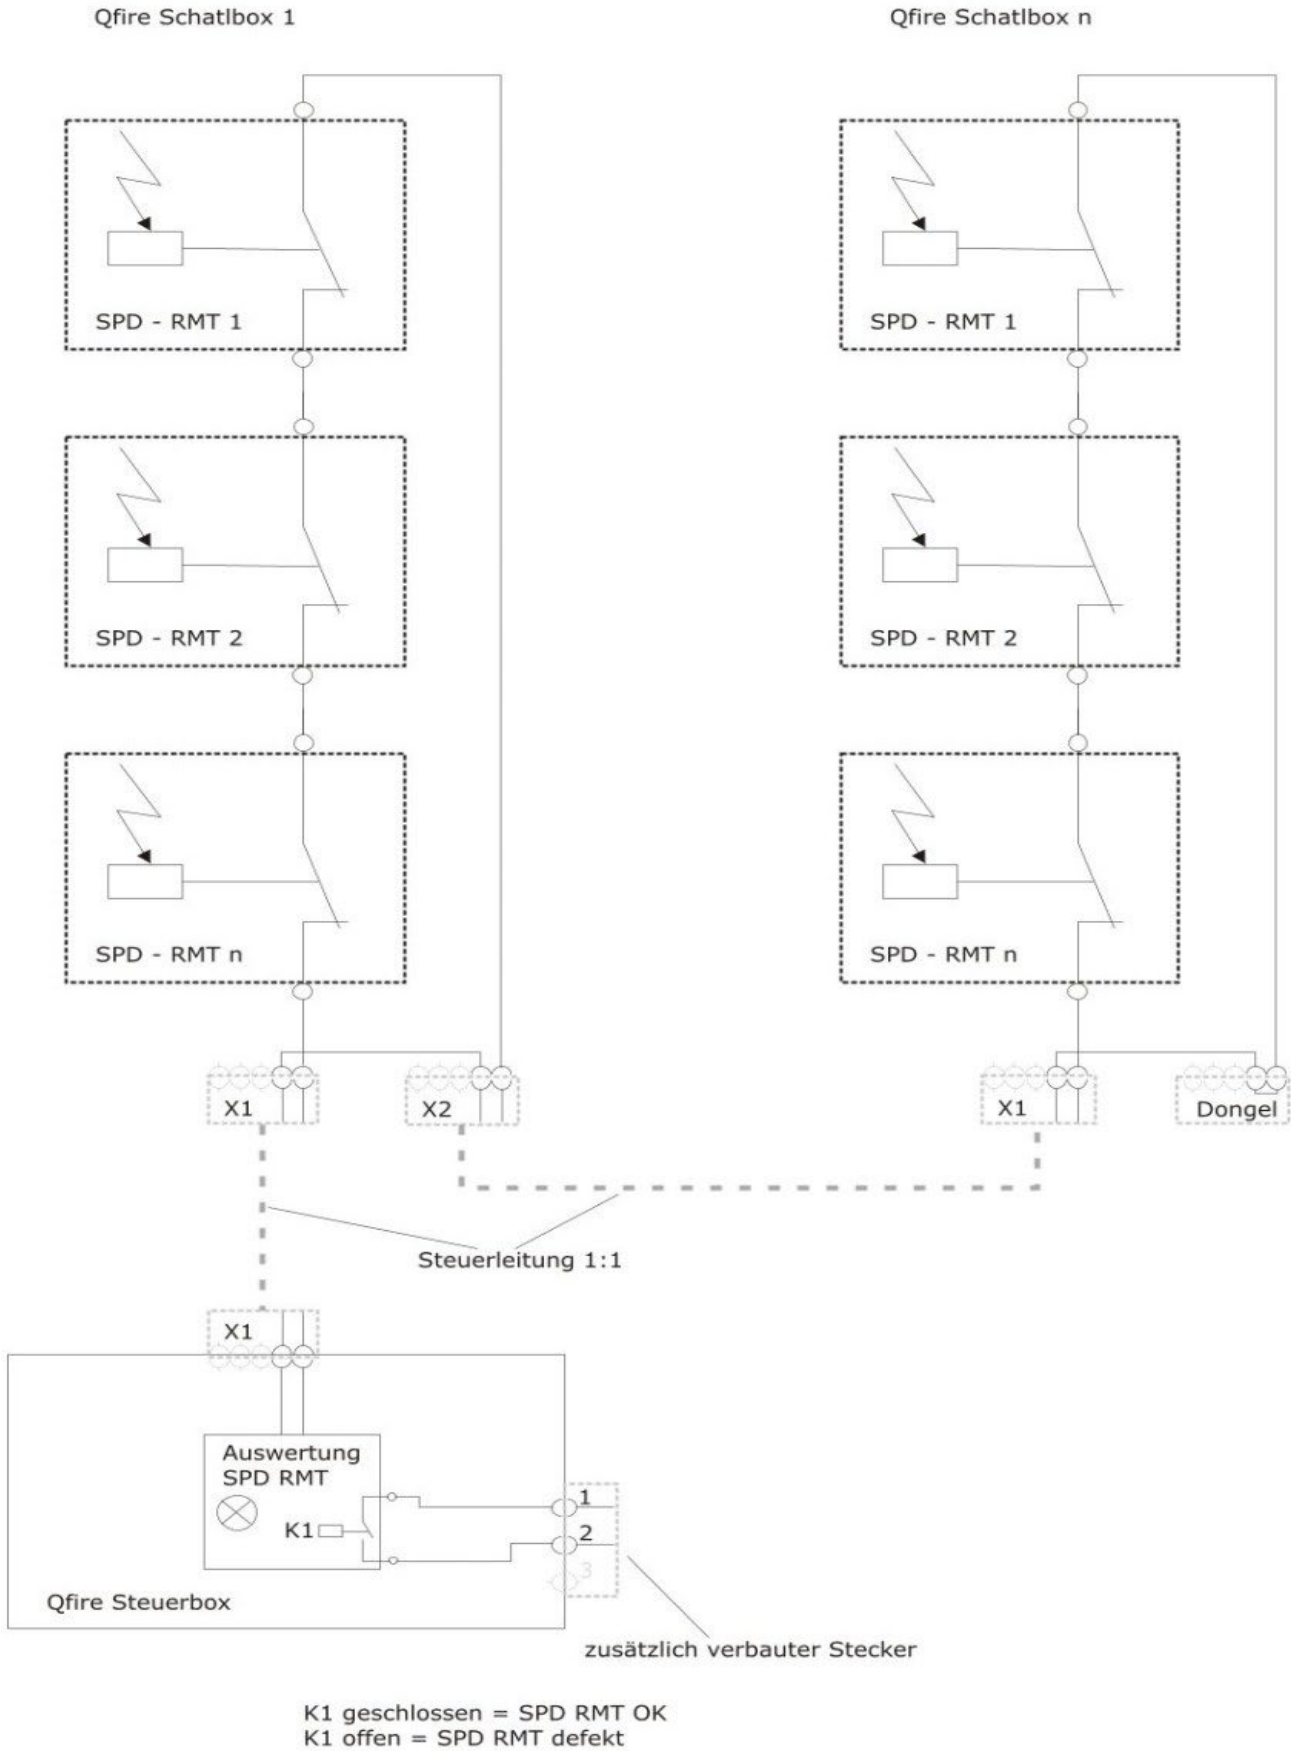 Qfire Schatlbox 1
Qfire Schatlbox n
SPD - RMT 1
SPD - RMT 1
SPD - RMT 2
SPD - RMT 2
SPD - RMT n
SPD - RMT n
X1
X2
X1
Dongel
Steuerleitung 1:1
X1
Auswertung
SPD RMT
K1
1
2
3
Qfire Steuerbox
zusätzlich verbauter Stecker
K1 geschlossen = SPD RMT OK
K1 offen = SPD RMT defekt